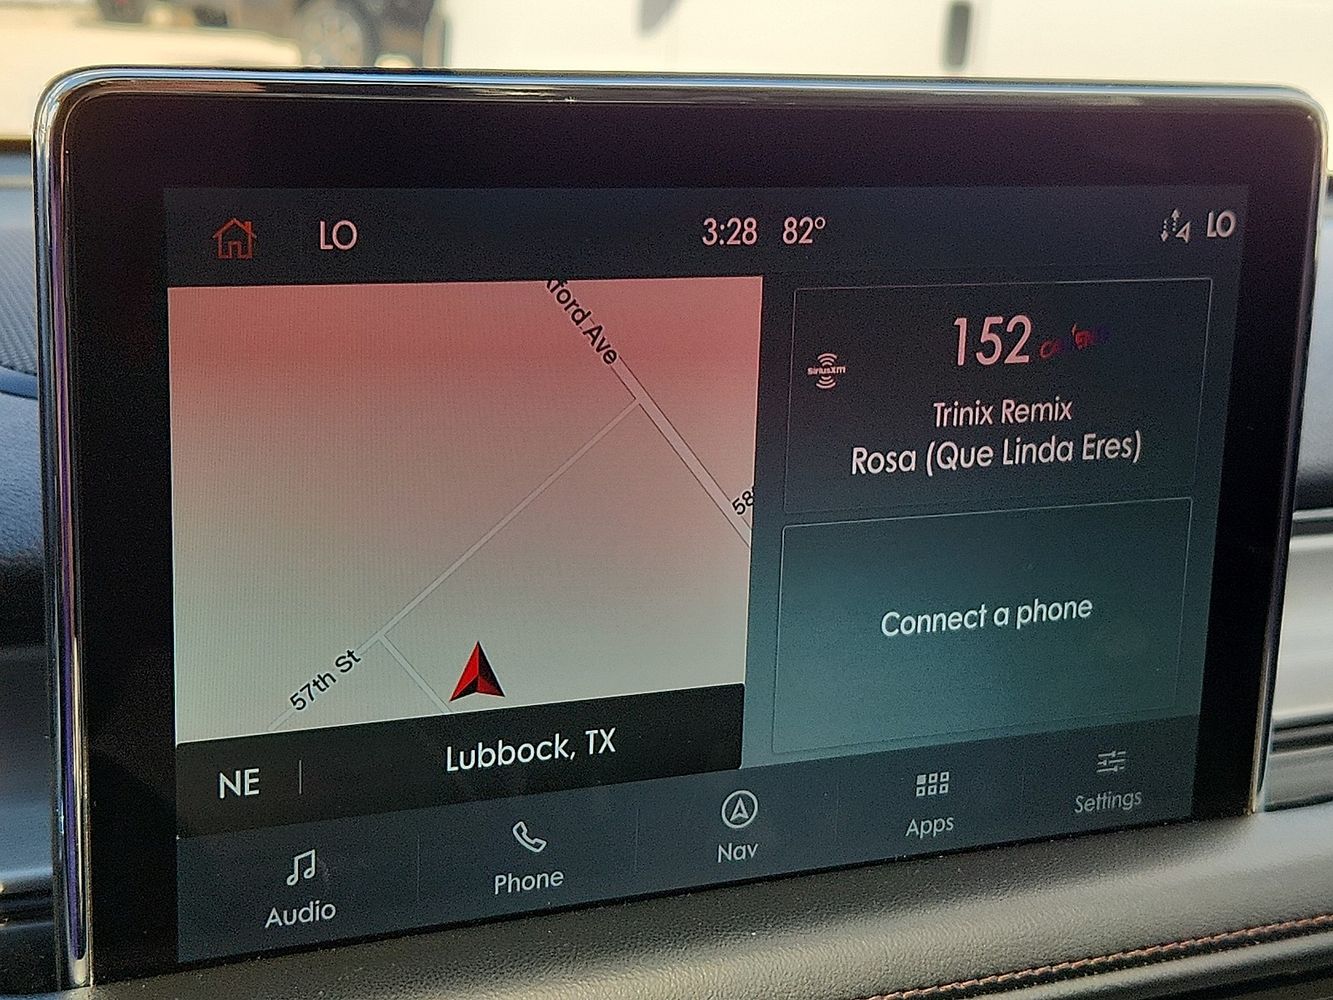 LO
3:28 82°
LO
ford Ave
58
57th St
NE
Lubbock, TX
SiriusXM
152
Trinix Remix
Rosa (Que Linda Eres)
Connect a phone
Audio
Phone
Nav
Apps
Settings